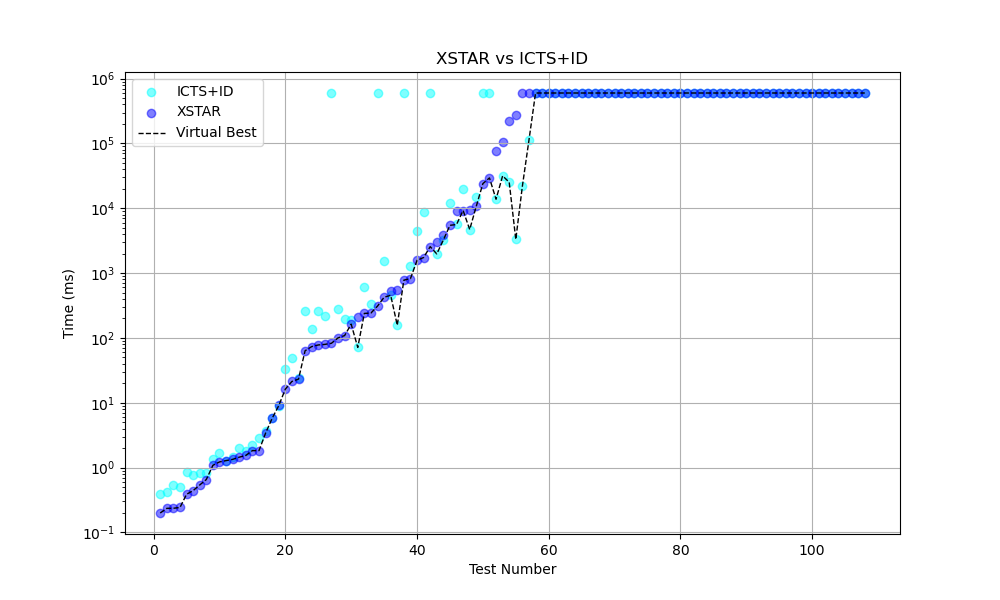 XSTAR vs ICTS+ID
ICTS+ID
XSTAR
Virtual Best
10⁶
10⁵
10⁴
10³
10²
10¹
10⁰
10⁻¹
Time (ms)
0 20 40 60 80 100
Test Number